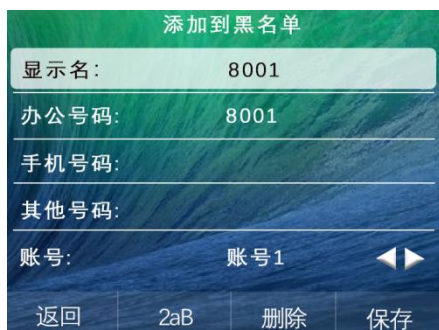 添加到黑名单
显示名: 8001
办公号码: 8001
手机号码:
其他号码:
账号: 账号1
返回 2aB 删除 保存